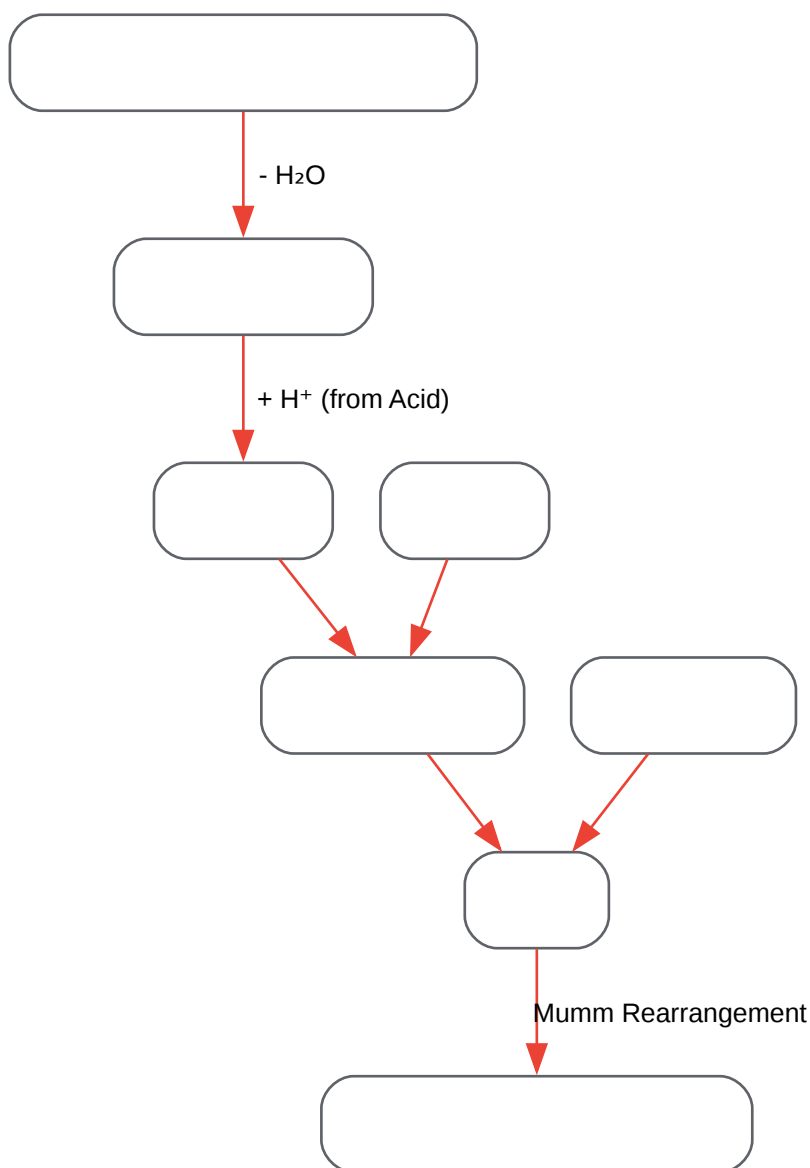 - H₂O
+ H⁺ (from Acid)
Mumm Rearrangement